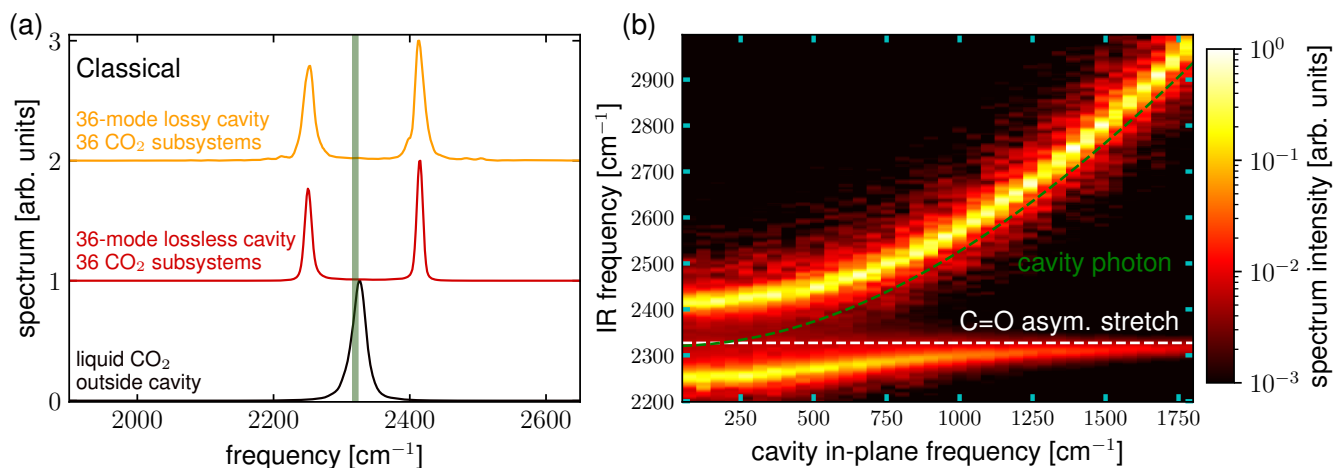 (a)
3
2
1
0
spectrum [arb. units]
Classical
36-mode lossy cavity
36 CO₂ subsystems
36-mode lossless cavity
36 CO₂ subsystems
liquid CO₂
outside cavity
2000 2200 2400 2600
frequency [cm⁻¹]
(b)
2900
2800
2700
2600
2500
2400
2300
2200
IR frequency [cm⁻¹]
cavity photon
C=O asym. stretch
250 500 750 1000 1250 1500 1750
cavity in-plane frequency [cm⁻¹]
10⁰
10⁻¹
10⁻²
10⁻³
spectrum intensity [arb. units]